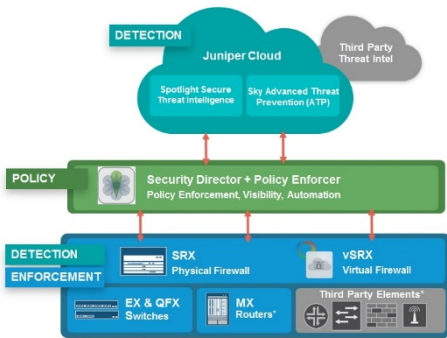 DETECTION
Juniper Cloud
Third Party
Threat Intel
Spotlight Secure
Threat Intelligence
Sky Advanced Threat
Prevention (ATP)
POLICY
Security Director + Policy Enforcer
Policy Enforcement, Visibility, Automation
DETECTION
ENFORCEMENT
SRX
Physical Firewall
vSRX
Virtual Firewall
EX & QFX
Switches
MX
Routers*
Third Party Elements*